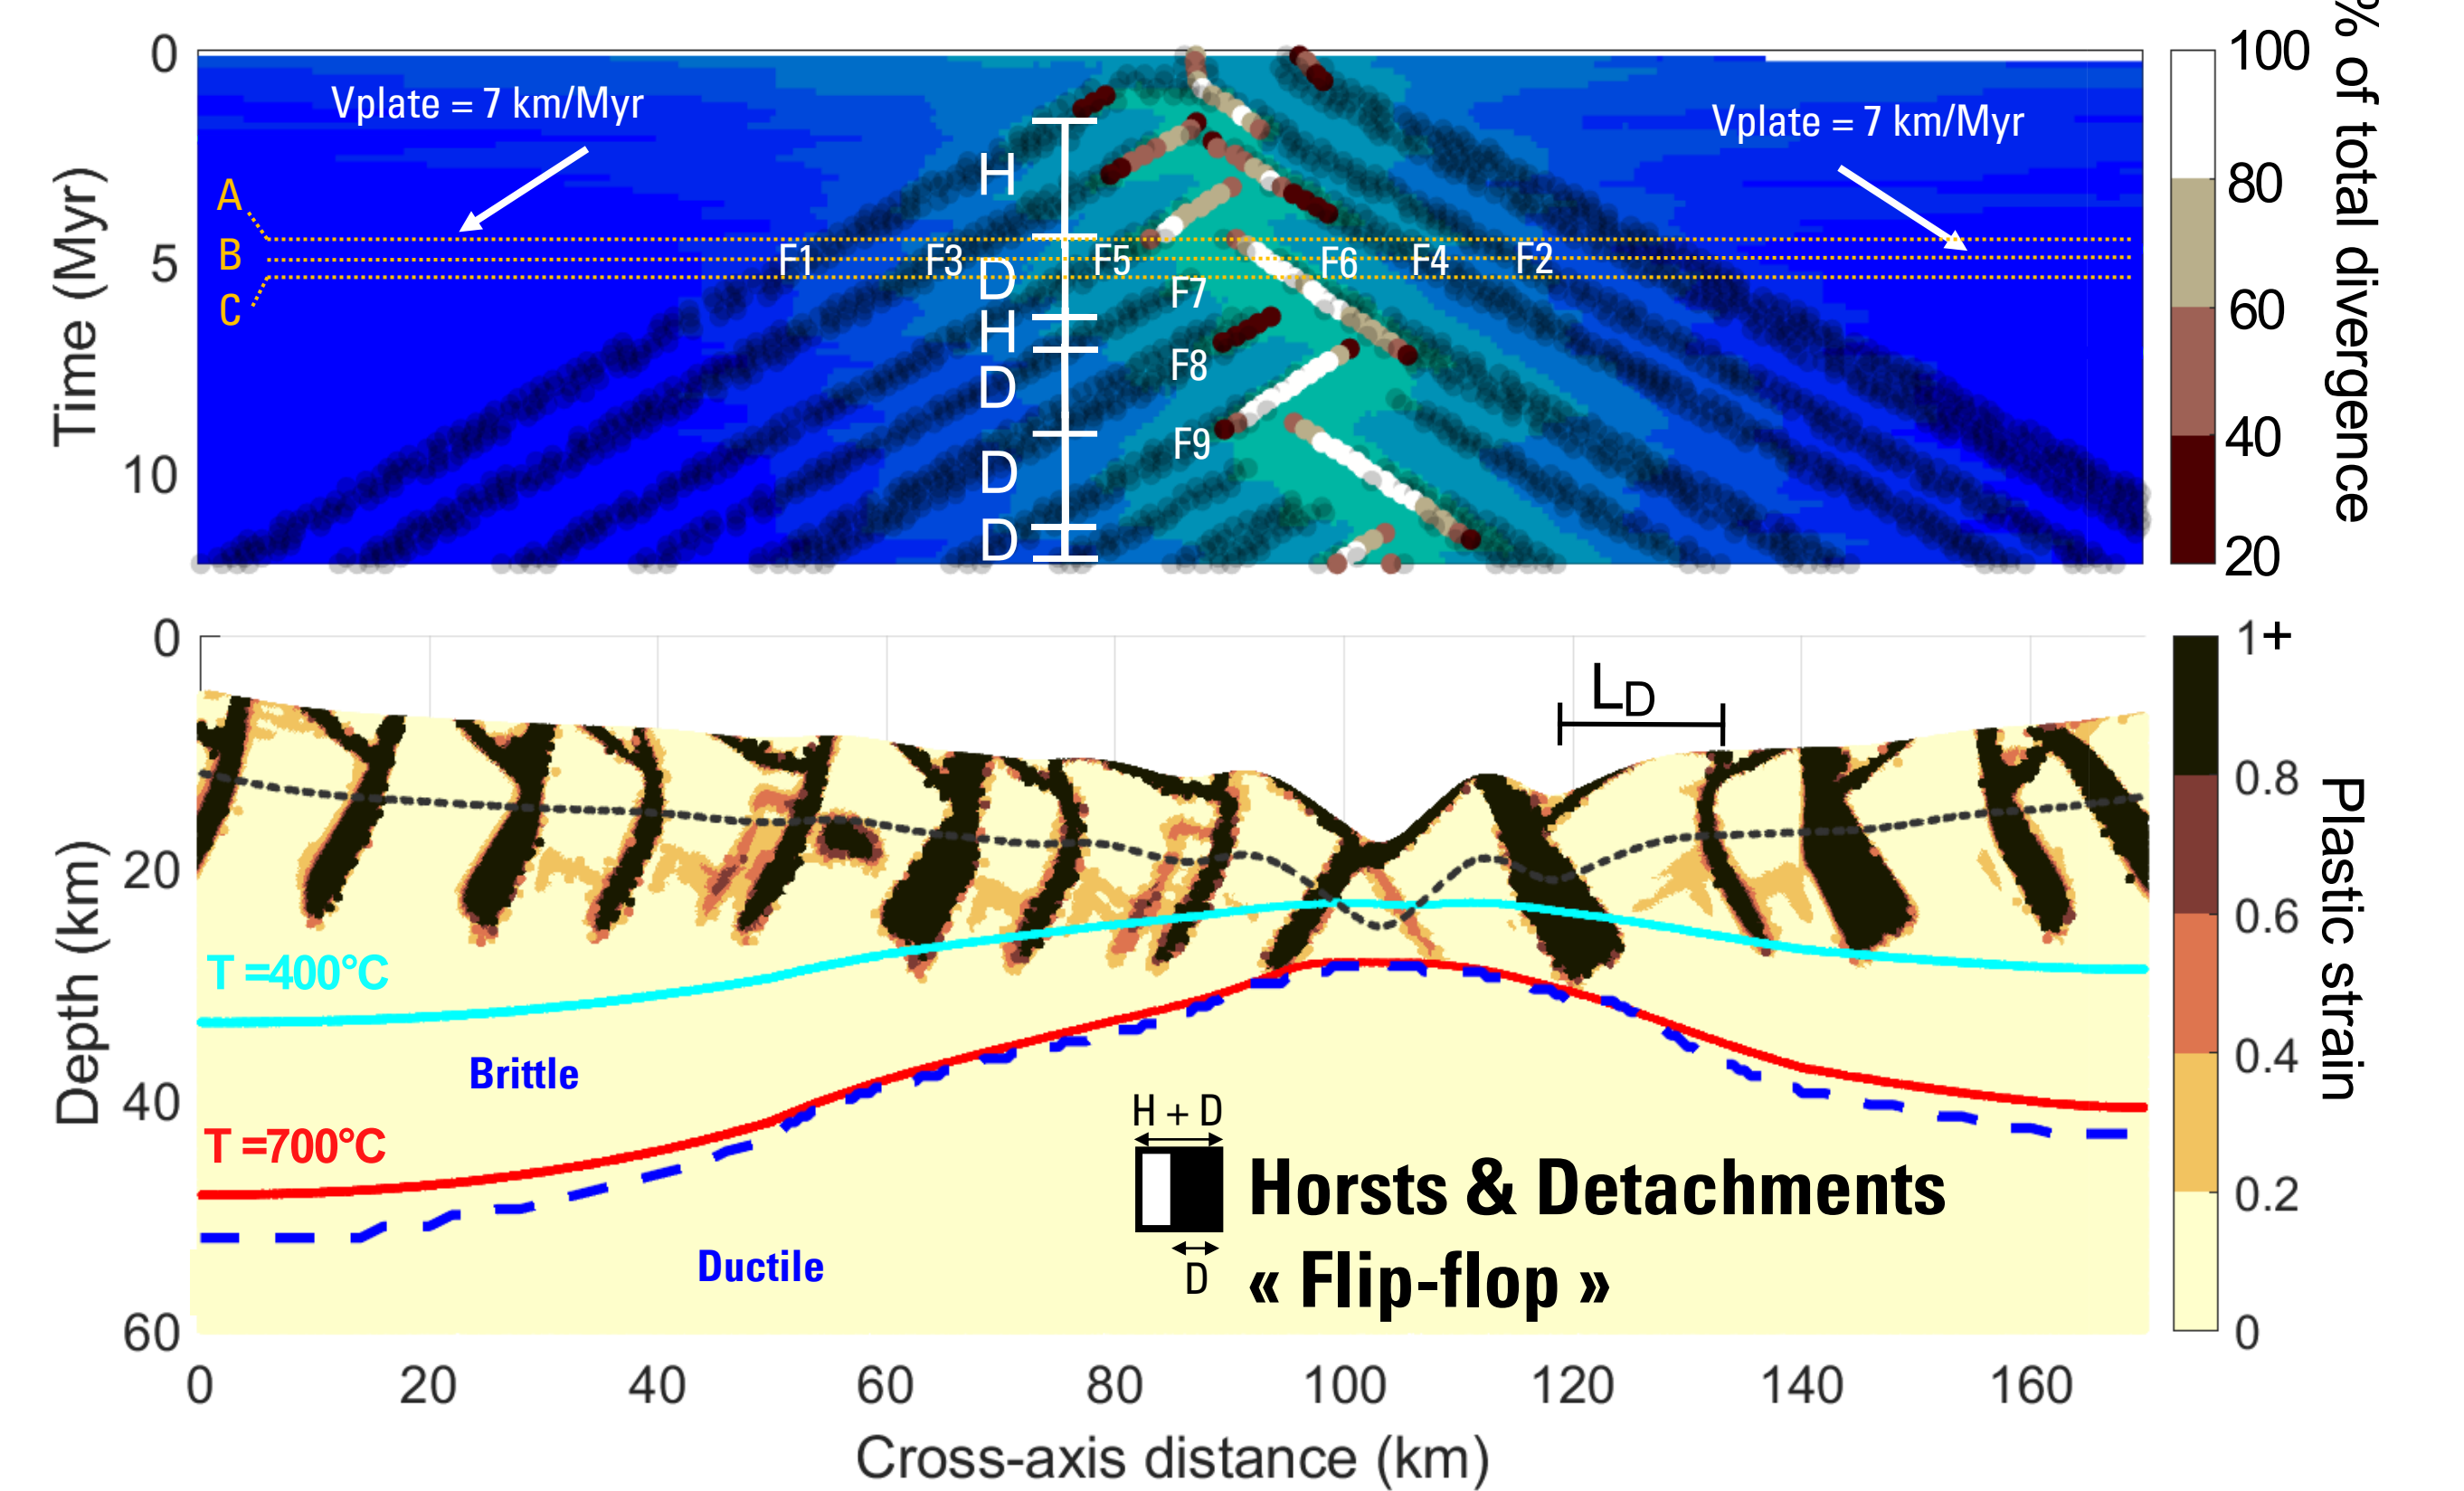 % of total divergence
0
5
10
Time (Myr)
Vplate = 7 km/Myr
Vplate = 7 km/Myr
A
B
C
H
D
H
D
D
D
F1
F3
F5
F6
F4
F2
F7
F8
F9
100
80
60
40
20
0
20
40
60
Depth (km)
LD
T =400°C
Brittle
T =700°C
Ductile
H + D
D
Horsts & Detachments
« Flip-flop »
1+
0.8
0.6
0.4
0.2
0
Plastic strain
0
20
40
60
80
100
120
140
160
Cross-axis distance (km)